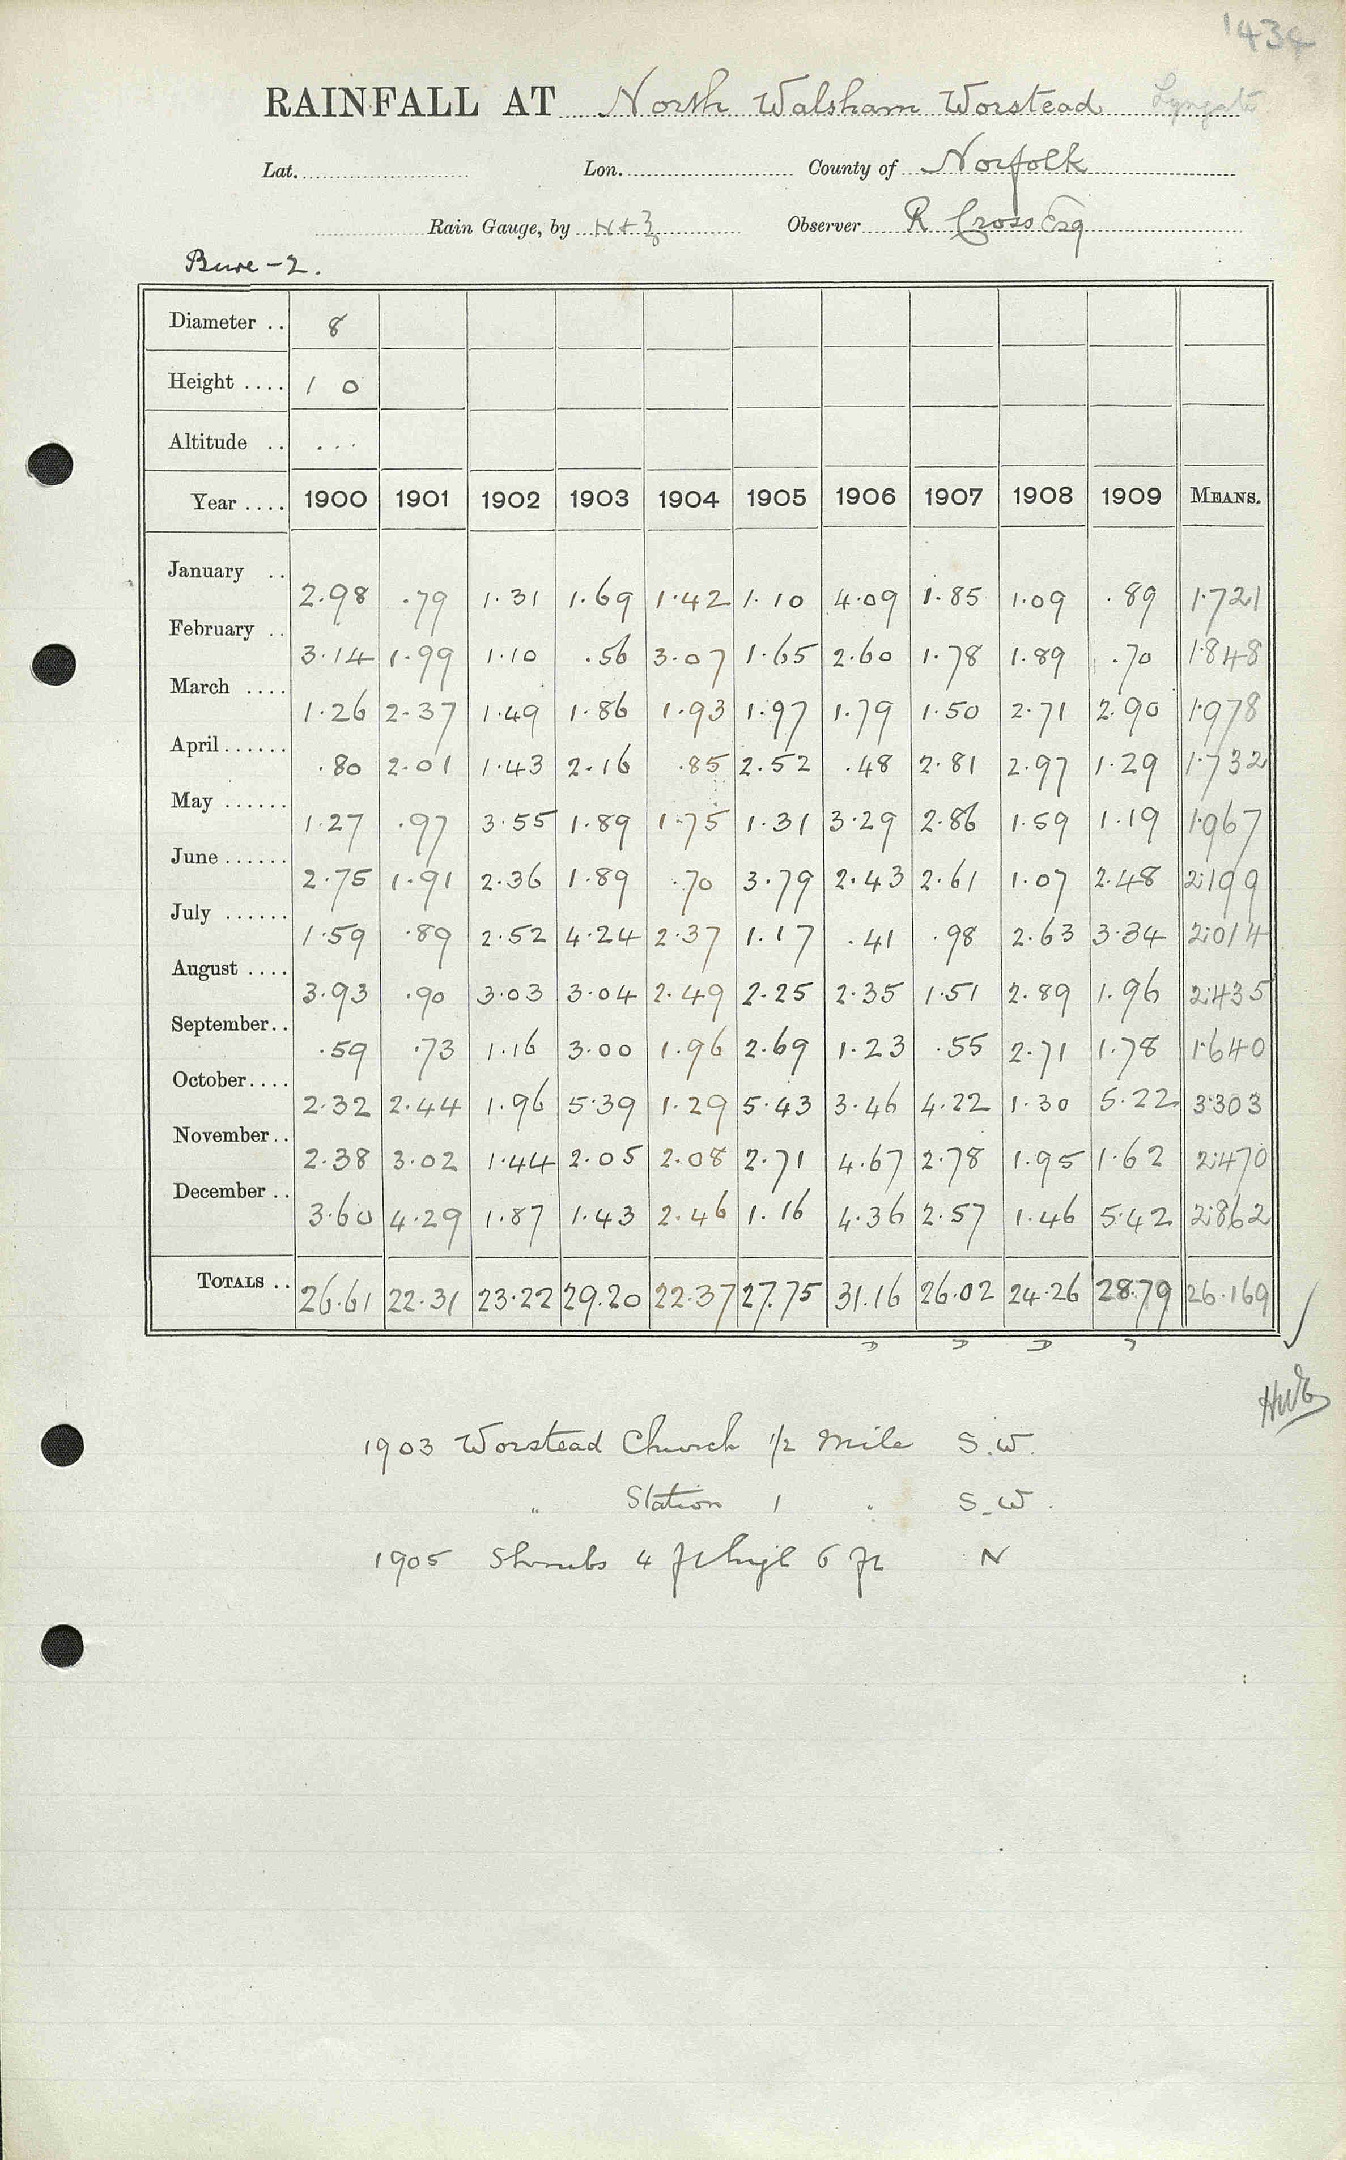 1434
RAINFALL AT North Walsham Worstead Lyngate
Lat. Lon. County of Norfolk
Rain Gauge, by N & Z Observer R Cross Esq
Bure - 2.
Diameter .. 8
Height .... 1 0
Altitude .. ...
Year .... 1900 1901 1902 1903 1904 1905 1906 1907 1908 1909 MEANS.
January .. 2.98 .79 1.31 1.69 1.42 1.10 4.09 1.85 1.09 .89 1.721
February .. 3.14 1.99 1.10 .56 3.07 1.65 2.60 1.78 1.89 .70 1.848
March .... 1.26 2.37 1.49 1.86 1.93 1.97 1.79 1.50 2.71 2.90 1.978
April ...... .80 2.01 1.43 2.16 .85 2.52 .48 2.81 2.97 1.29 1.732
May ...... 1.27 .97 3.55 1.89 1.75 1.31 3.29 2.86 1.59 1.19 1.967
June ...... 2.75 1.91 2.36 1.89 .70 3.79 2.43 2.61 1.07 2.48 2.199
July ...... 1.59 .89 2.52 4.24 2.37 1.17 .41 .98 2.63 3.34 2.014
August .... 3.93 .90 3.03 3.04 2.49 2.25 2.35 1.51 2.89 1.96 2.435
September.. .59 .73 1.16 3.00 1.96 2.69 1.23 .55 2.71 1.78 1.640
October.... 2.32 2.44 1.96 5.39 1.29 5.43 3.46 4.22 1.30 5.22 3.303
November.. 2.38 3.02 1.44 2.05 2.08 2.71 4.67 2.78 1.95 1.62 2.470
December .. 3.60 4.29 1.87 1.43 2.46 1.16 4.36 2.57 1.46 5.42 2.862
TOTALS .. 26.61 22.31 23.22 29.20 22.37 27.75 31.16 26.02 24.26 28.79 26.169
1903 Worstead Church 1/2 Mile S.W.
" Station 1 " S.W.
1905 Shrubs 4 ft high 6 ft N